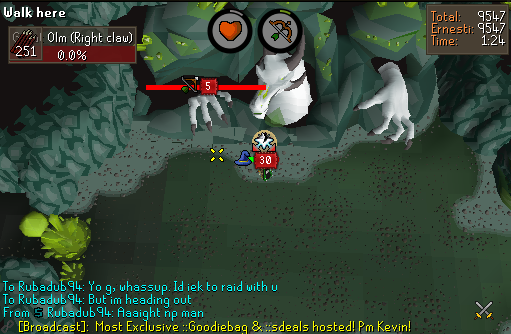 Walk here
Total: 9547
Olm (Right claw)
Ernesti: 9547
251
0.0%
Time: 1:24
5
30
To Rubadub94: Yo g, whassup. Id iek to raid with u
To Rubadub94: But im heading out
From Rubadub94: Aaaight np man
[Broadcast]: Most Exclusive ::Goodiebag & ::sdeals hosted! Pm Kevin!